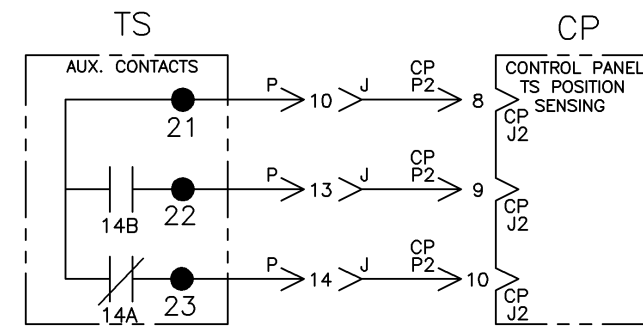 TS
CP
AUX. CONTACTS
CONTROL PANEL
TS POSITION
SENSING
P
10
J
CP
P2
8
CP
J2
21
P
13
J
CP
P2
9
CP
J2
14B
22
P
14
J
CP
P2
10
CP
J2
14A
23